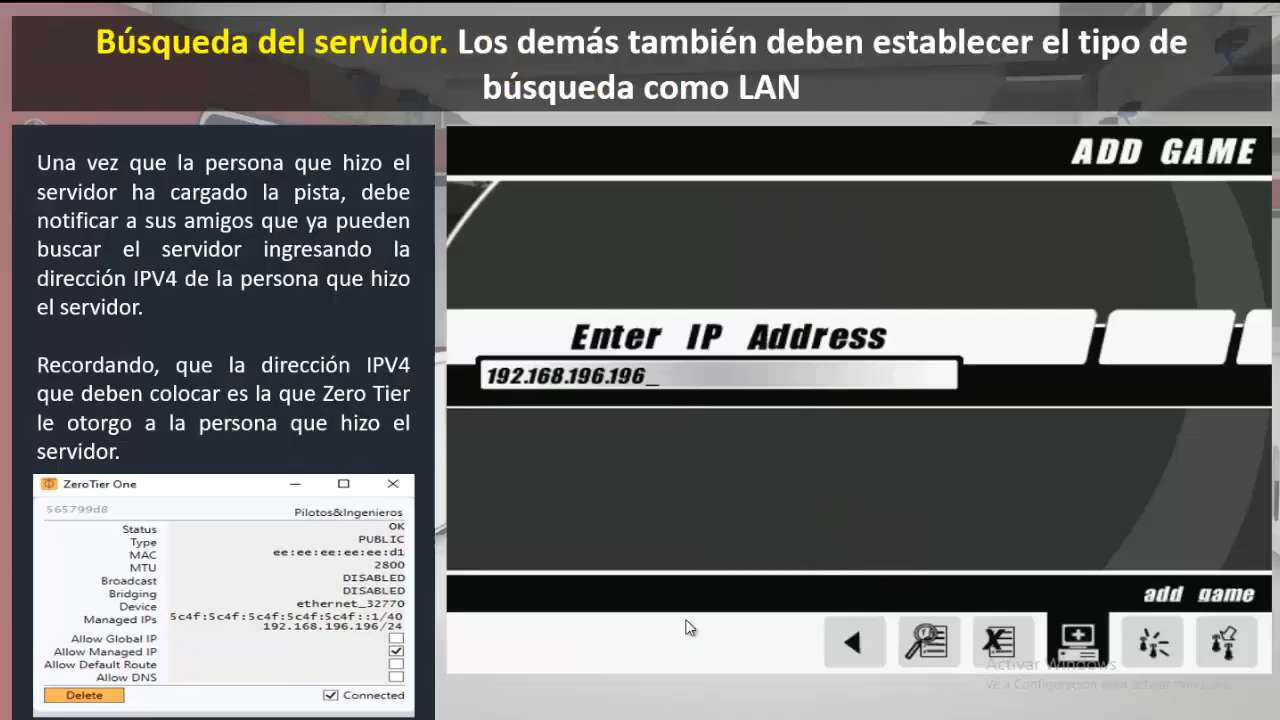 Búsqueda del servidor. Los demás también deben establecer el tipo de
búsqueda como LAN
Una vez que la persona que hizo el
servidor ha cargado la pista, debe
notificar a sus amigos que ya pueden
buscar el servidor ingresando la
dirección IPV4 de la persona que hizo
el servidor.
Recordando, que la dirección IPV4
que deben colocar es la que Zero Tier
le otorgo a la persona que hizo el
servidor.
ZeroTier One
565799d8
Pilotos&Ingenieros
Status OK
Type PUBLIC
MAC ee:ee:ee:ee:ee:d1
MTU 2800
Broadcast DISABLED
Bridging DISABLED
Device ethernet_32770
Managed IPs 5c4f:5c4f:5c4f:5c4f:5c4f::1/40
192.168.196.196/24
Allow Global IP
Allow Managed IP
Allow Default Route
Allow DNS
Delete
Connected
ADD GAME
Enter IP Address
192.168.196.196_
add game
Activar Windows
Ve a Configuración para activar Windows.